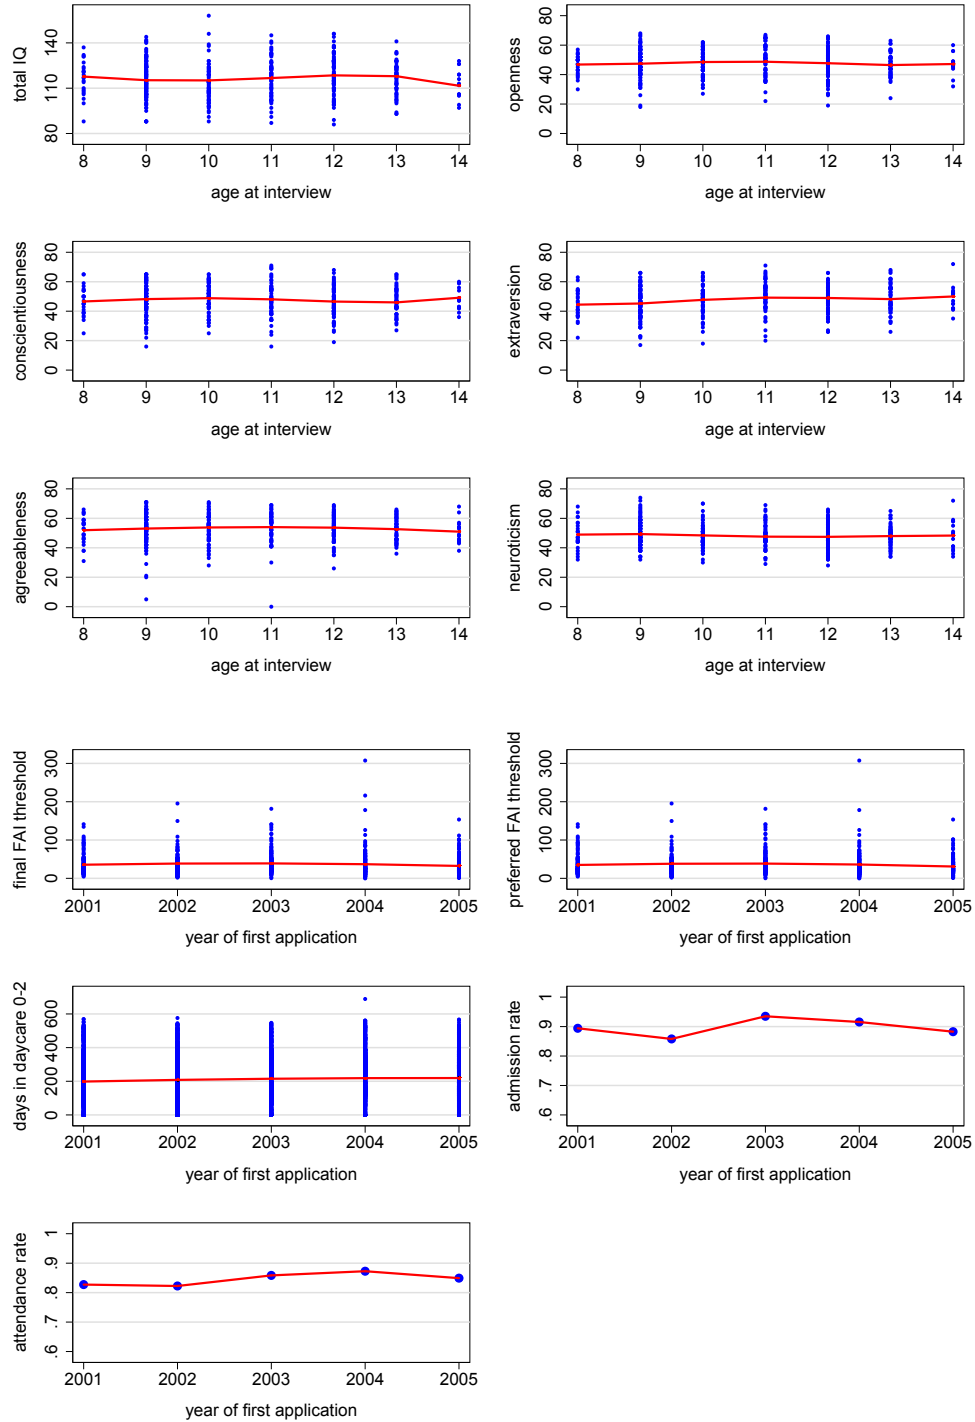 total IQ
140
110
80
8 9 10 11 12 13 14
age at interview
openness
80
60
40
20
0
8 9 10 11 12 13 14
age at interview
conscientiousness
80
60
40
20
0
8 9 10 11 12 13 14
age at interview
extraversion
80
60
40
20
0
8 9 10 11 12 13 14
age at interview
agreeableness
80
60
40
20
0
8 9 10 11 12 13 14
age at interview
neuroticism
80
60
40
20
0
8 9 10 11 12 13 14
age at interview
final FAI threshold
300
200
100
0
2001 2002 2003 2004 2005
year of first application
preferred FAI threshold
300
200
100
0
2001 2002 2003 2004 2005
year of first application
days in daycare 0-2
600
400
200
0
2001 2002 2003 2004 2005
year of first application
admission rate
1
.9
.8
.7
.6
2001 2002 2003 2004 2005
year of first application
attendance rate
1
.9
.8
.7
.6
2001 2002 2003 2004 2005
year of first application